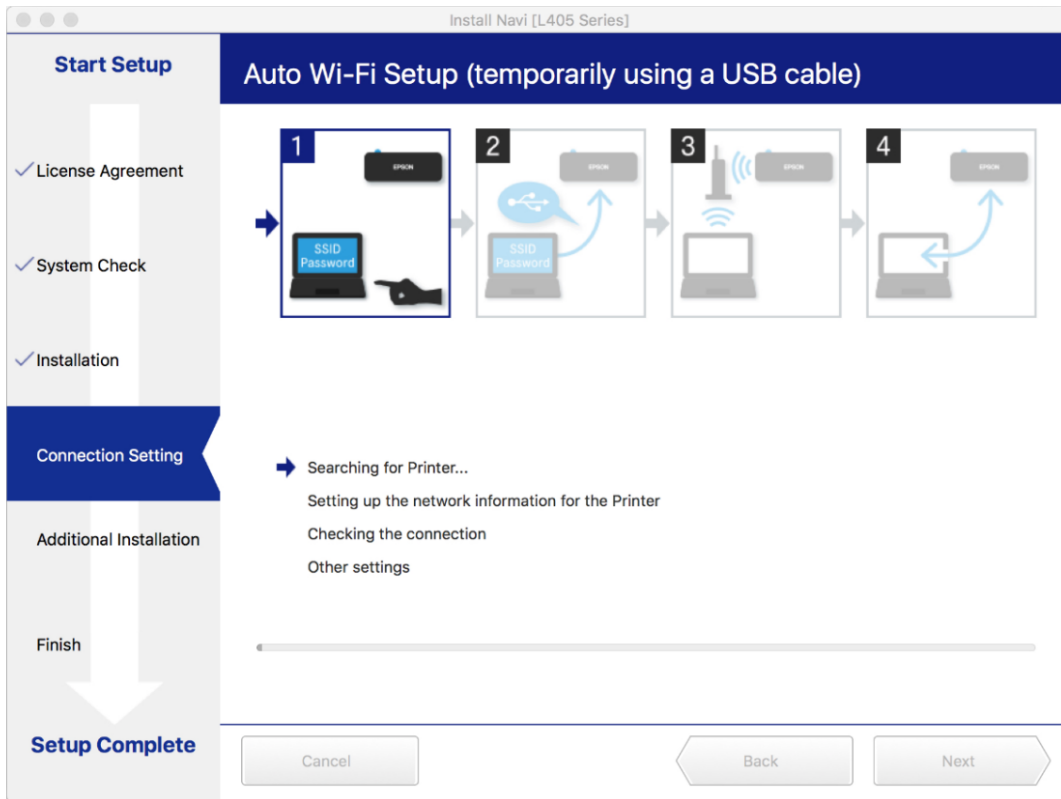 Install Navi [L405 Series]
Start Setup
License Agreement
System Check
Installation
Connection Setting
Additional Installation
Finish
Setup Complete
Auto Wi-Fi Setup (temporarily using a USB cable)
1
EPSON
SSID
Password
2
EPSON
SSID
Password
3
EPSON
4
EPSON
Searching for Printer...
Setting up the network information for the Printer
Checking the connection
Other settings
Cancel
Back
Next